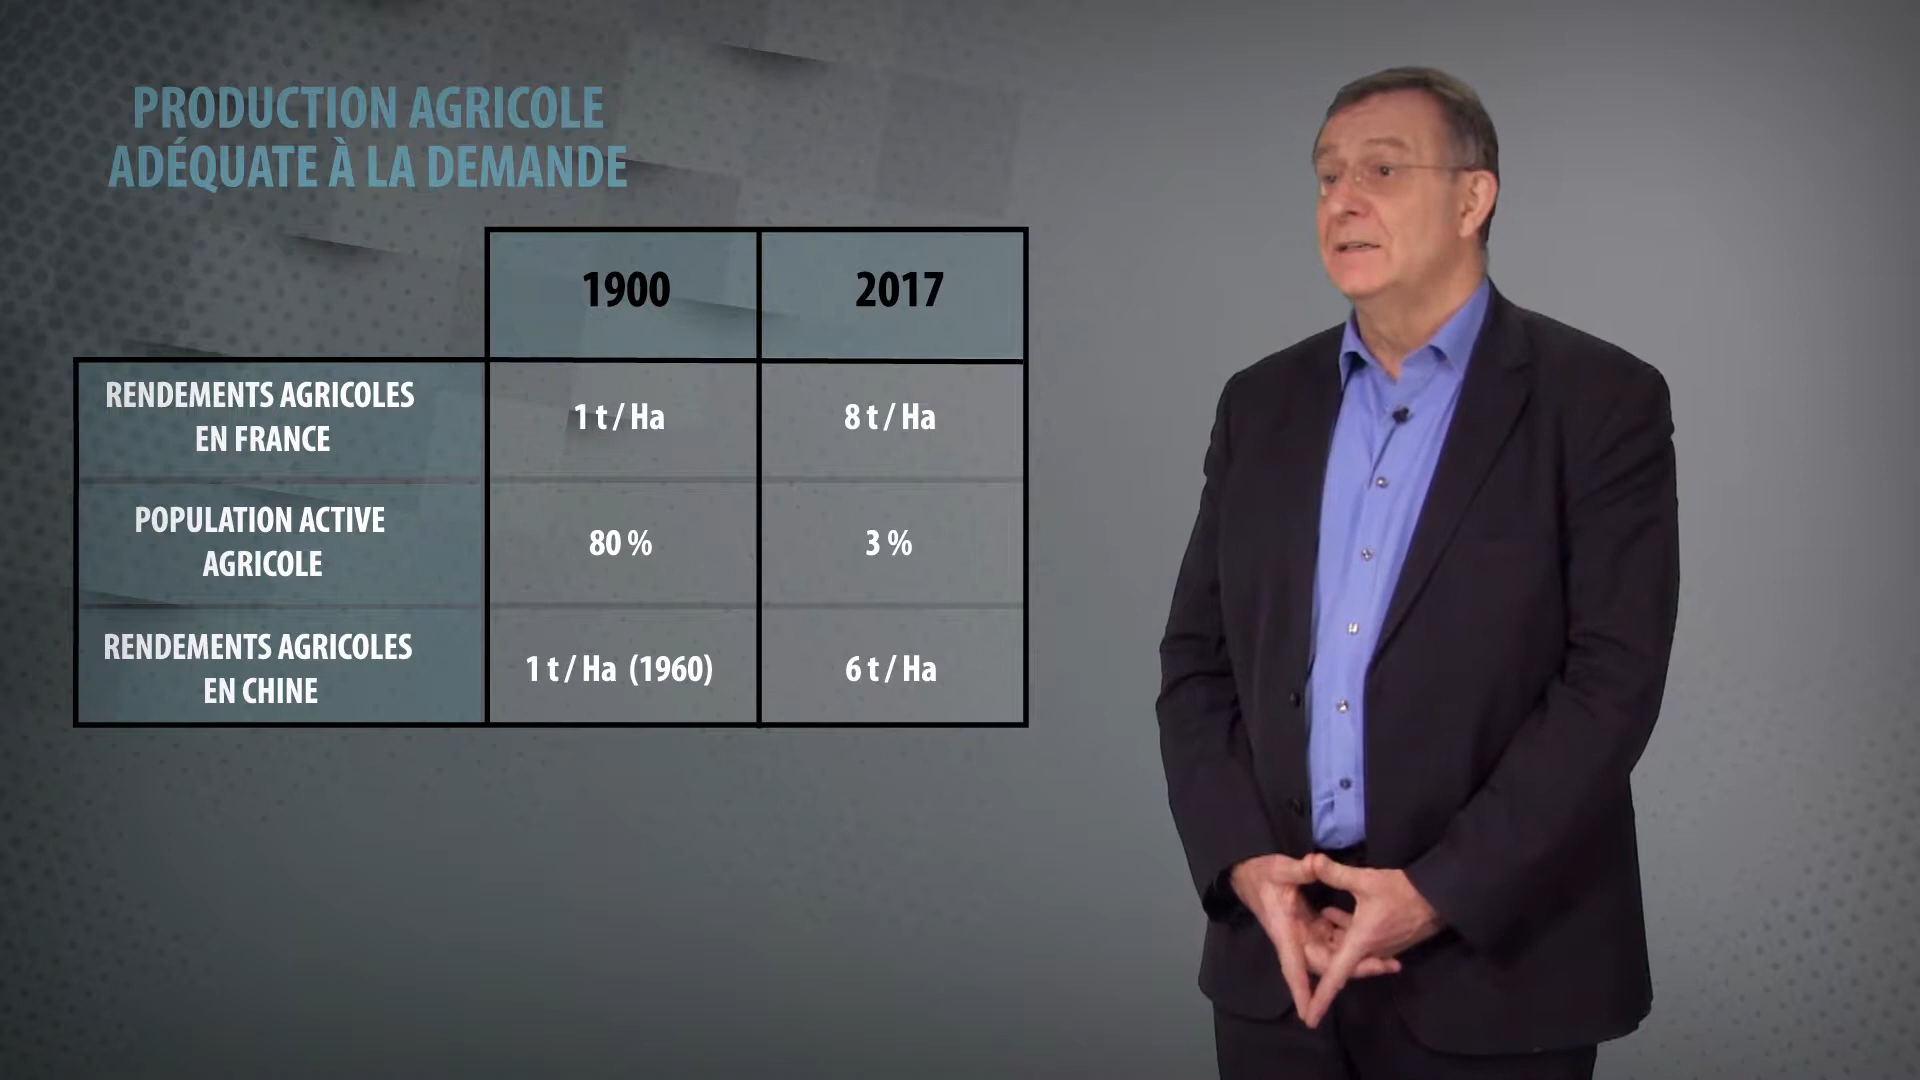 PRODUCTION AGRICOLE
ADÉQUATE À LA DEMANDE
1900
2017
RENDEMENTS AGRICOLES
EN FRANCE
1 t / Ha
8 t / Ha
POPULATION ACTIVE
AGRICOLE
80 %
3 %
RENDEMENTS AGRICOLES
EN CHINE
1 t / Ha (1960)
6 t / Ha